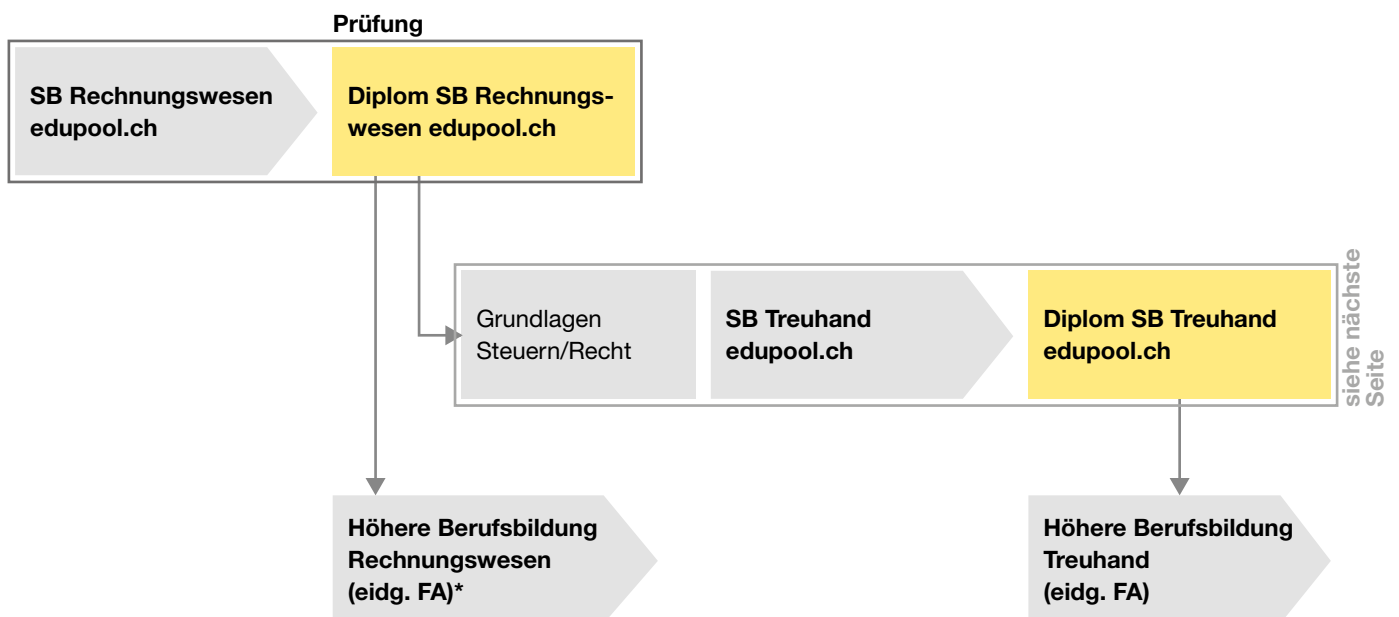 Prüfung
SB Rechnungswesen
edupool.ch
Diplom SB Rechnungs-
wesen edupool.ch
Grundlagen
Steuern/Recht
SB Treuhand
edupool.ch
Diplom SB Treuhand
edupool.ch
siehe nächste
Seite
Höhere Berufsbildung
Rechnungswesen
(eidg. FA)*
Höhere Berufsbildung
Treuhand
(eidg. FA)